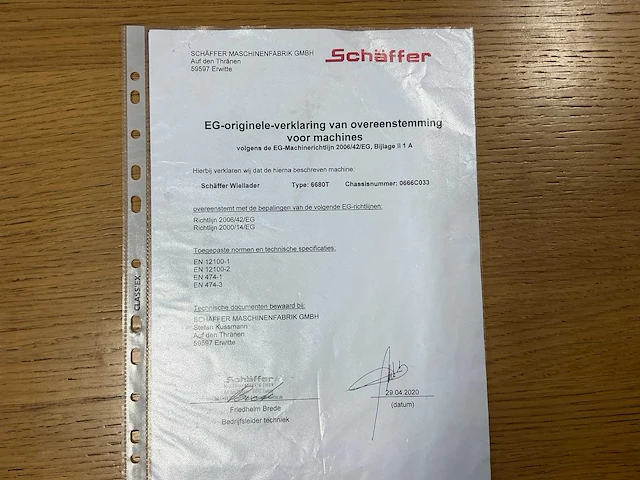 SCHÄFFER MASCHINENFABRIK GMBH
Auf den Thränen
59597 Erwitte
Schäffer
EG-originele-verklaring van overeenstemming
voor machines
volgens de EG-Machinerichtlijn 2006/42/EG, Bijlage II 1 A
Hierbij verklaren wij dat de hierna beschreven machine:
Schäffer Wiellader Type: 6680T Chassisnummer: 0666C033
overeenstemt met de bepalingen van de volgende EG-richtlijnen:
Richtlijn 2006/42/EG
Richtlijn 2000/14/EG
Toegepaste normen en technische specificaties:
EN 12100-1
EN 12100-2
EN 474-1
EN 474-3
Technische documenten bewaard bij:
SCHÄFFER MASCHINENFABRIK GMBH
Stefan Kussmann
Auf den Thränen
59597 Erwitte
Schäffer
29.04.2020
Friedhelm Brede
(datum)
Bedrijfsleider techniek
CLASS'EX